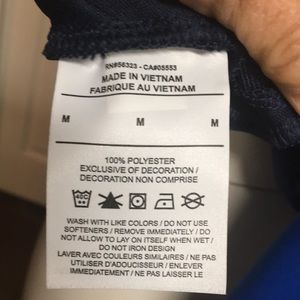 RN#56323 - CA#05553
MADE IN VIETNAM
FABRIQUE AU VIETNAM
M M M
100% POLYESTER
EXCLUSIVE OF DECORATION /
DECORATION NON COMPRISE
WASH WITH LIKE COLORS / DO NOT USE
SOFTENERS / REMOVE IMMEDIATELY / DO
NOT ALLOW TO LAY ON ITSELF WHEN WET /
DO NOT IRON DESIGN
LAVER AVEC COULEURS SIMILAIRES / NE PAS
UTILISER D'ADOUCISSEUR / ENLEVER
IMMEDIATEMENT / NE PAS LAISSER LE